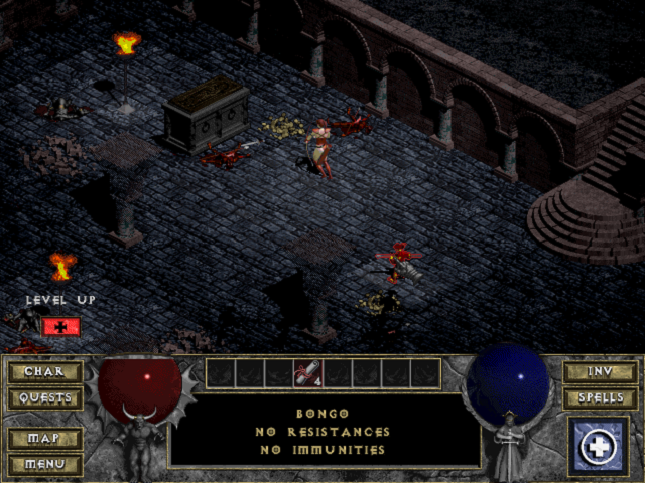 LEVEL UP
CHAR
QUESTS
MAP
MENU
4
BONGO
NO RESISTANCES
NO IMMUNITIES
INV
SPELLS